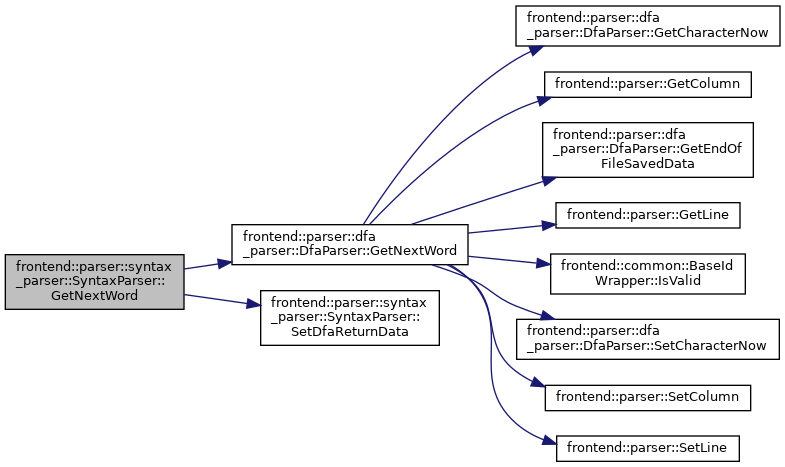 frontend::parser::syntax
_parser::SyntaxParser::
GetNextWord
frontend::parser::dfa
_parser::DfaParser::GetNextWord
frontend::parser::syntax
_parser::SyntaxParser::
SetDfaReturnData
frontend::parser::dfa
_parser::DfaParser::GetCharacterNow
frontend::parser::GetColumn
frontend::parser::dfa
_parser::DfaParser::GetEndOf
FileSavedData
frontend::parser::GetLine
frontend::common::BaseId
Wrapper::IsValid
frontend::parser::dfa
_parser::DfaParser::SetCharacterNow
frontend::parser::SetColumn
frontend::parser::SetLine